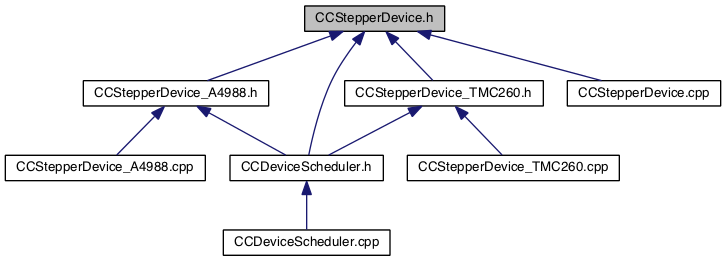 CCStepperDevice.h
CCStepperDevice_A4988.h
CCStepperDevice_TMC260.h
CCStepperDevice.cpp
CCStepperDevice_A4988.cpp
CCDeviceScheduler.h
CCStepperDevice_TMC260.cpp
CCDeviceScheduler.cpp